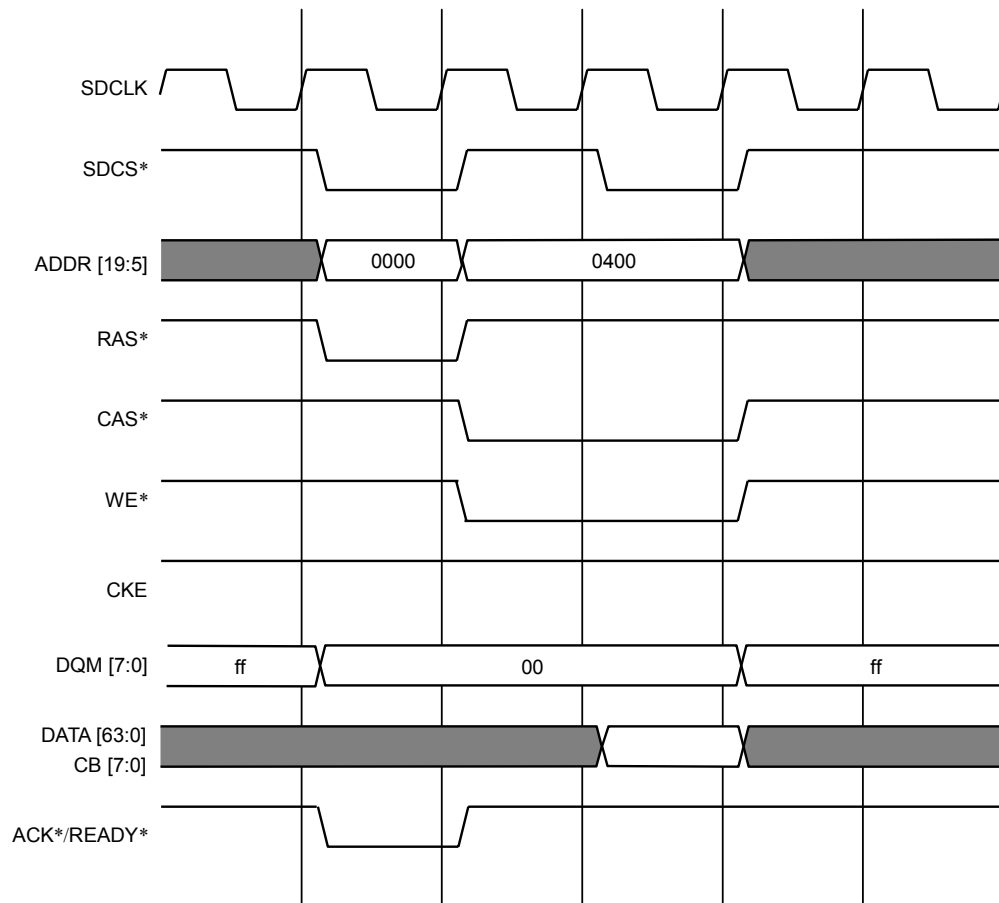 SDCLK
SDCS*
ADDR [19:5] 0000 0400
RAS*
CAS*
WE*
CKE
DQM [7:0] ff 00 ff
DATA [63:0]
CB [7:0]
ACK*/READY*